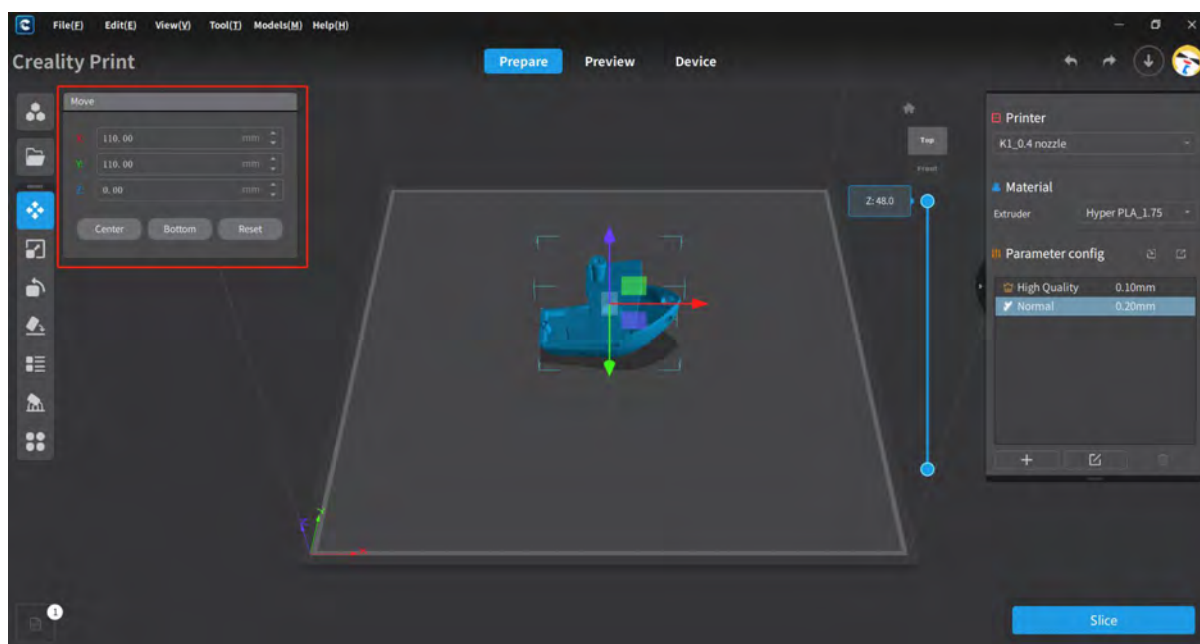 File(F) Edit(E) View(V) Tool(T) Models(M) Help(H)
Creality Print
Prepare Preview Device
Move
X: 110.00 mm
Y: 110.00 mm
Z: 0.00 mm
Center Bottom Reset
Top
Front
Z: 48.0
Printer
K1_0.4 nozzle
Material
Extruder Hyper PLA_1.75
Parameter config
High Quality 0.10mm
Normal 0.20mm
1
Slice